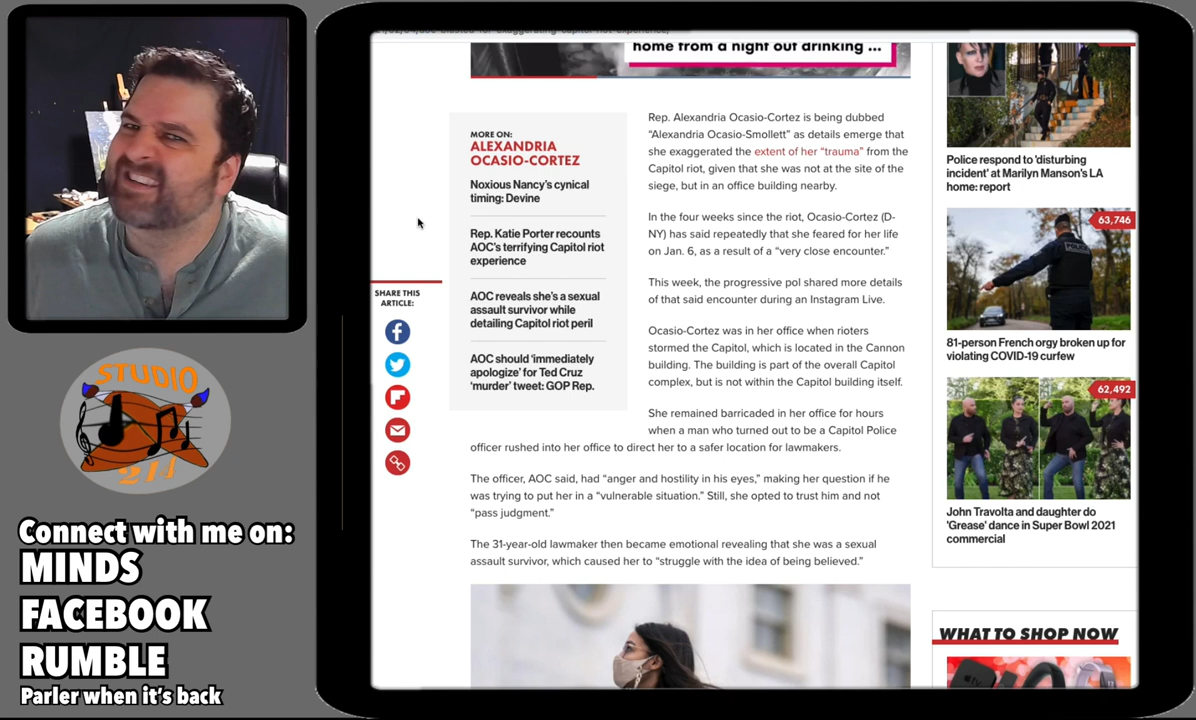 STUDIO
214
Connect with me on:
MINDS
FACEBOOK
RUMBLE
Parler when it's back
home from a night out drinking ...
MORE ON:
ALEXANDRIA
OCASIO-CORTEZ
Noxious Nancy's cynical
timing: Devine
Rep. Katie Porter recounts
AOC's terrifying Capitol riot
experience
AOC reveals she's a sexual
assault survivor while
detailing Capitol riot peril
AOC should 'immediately
apologize' for Ted Cruz
'murder' tweet: GOP Rep.
SHARE THIS
ARTICLE:
Rep. Alexandria Ocasio-Cortez is being dubbed
“Alexandria Ocasio-Smollett” as details emerge that
she exaggerated the extent of her “trauma” from the
Capitol riot, given that she was not at the site of the
siege, but in an office building nearby.
In the four weeks since the riot, Ocasio-Cortez (D-
NY) has said repeatedly that she feared for her life
on Jan. 6, as a result of a “very close encounter.”
This week, the progressive pol shared more details
of that said encounter during an Instagram Live.
Ocasio-Cortez was in her office when rioters
stormed the Capitol, which is located in the Cannon
building. The building is part of the overall Capitol
complex, but is not within the Capitol building itself.
She remained barricaded in her office for hours
when a man who turned out to be a Capitol Police
officer rushed into her office to direct her to a safer location for lawmakers.
The officer, AOC said, had “anger and hostility in his eyes,” making her question if he
was trying to put her in a “vulnerable situation.” Still, she opted to trust him and not
“pass judgment.”
The 31-year-old lawmaker then became emotional revealing that she was a sexual
assault survivor, which caused her to “struggle with the idea of being believed.”
Police respond to 'disturbing
incident' at Marilyn Manson's LA
home: report
63,746
POLICE
81-person French orgy broken up for
violating COVID-19 curfew
62,492
John Travolta and daughter do
'Grease' dance in Super Bowl 2021
commercial
WHAT TO SHOP NOW